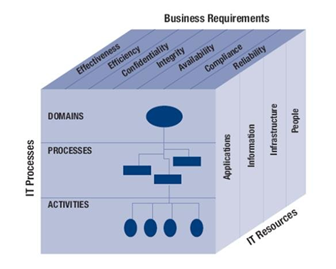 Business Requirements
Effectiveness
Efficiency
Confidentiality
Integrity
Availability
Compliance
Reliability
IT Processes
DOMAINS
PROCESSES
ACTIVITIES
Applications
Information
Infrastructure
People
IT Resources